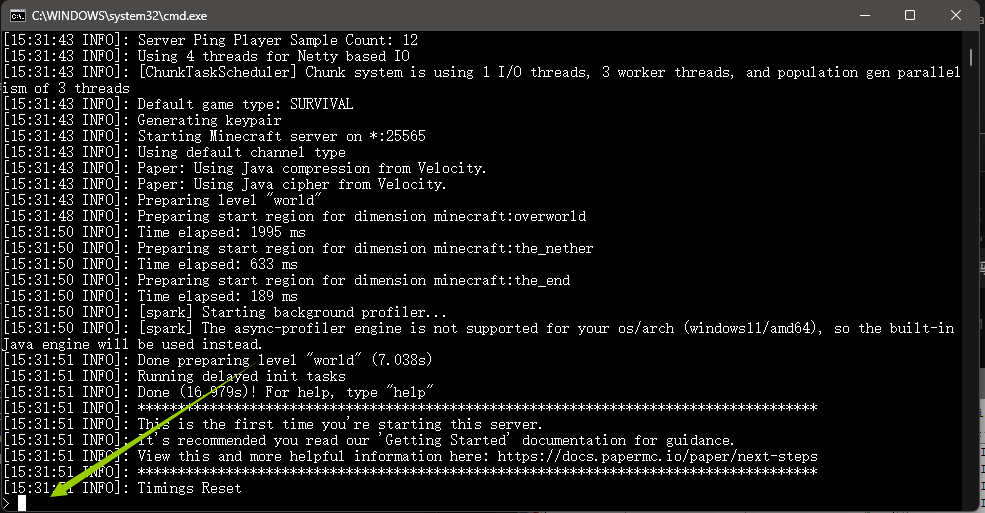 C:\WINDOWS\system32\cmd.exe
[15:31:43 INFO]: Server Ping Player Sample Count: 12
[15:31:43 INFO]: Using 4 threads for Netty based IO
[15:31:43 INFO]: [ChunkTaskScheduler] Chunk system is using 1 I/O threads, 3 worker threads, and population gen parallel
ism of 3 threads
[15:31:43 INFO]: Default game type: SURVIVAL
[15:31:43 INFO]: Generating keypair
[15:31:43 INFO]: Starting Minecraft server on *:25565
[15:31:43 INFO]: Using default channel type
[15:31:43 INFO]: Paper: Using Java compression from Velocity.
[15:31:43 INFO]: Paper: Using Java cipher from Velocity.
[15:31:43 INFO]: Preparing level "world"
[15:31:48 INFO]: Preparing start region for dimension minecraft:overworld
[15:31:50 INFO]: Time elapsed: 1995 ms
[15:31:50 INFO]: Preparing start region for dimension minecraft:the_nether
[15:31:50 INFO]: Time elapsed: 633 ms
[15:31:50 INFO]: Preparing start region for dimension minecraft:the_end
[15:31:50 INFO]: Time elapsed: 189 ms
[15:31:50 INFO]: [spark] Starting background profiler...
[15:31:50 INFO]: [spark] The async-profiler engine is not supported for your os/arch (windows11/amd64), so the built-in
Java engine will be used instead.
[15:31:51 INFO]: Done preparing level "world" (7.038s)
[15:31:51 INFO]: Running delayed init tasks
[15:31:51 INFO]: Done (16.979s)! For help, type "help"
[15:31:51 INFO]: *************************************************************************************
[15:31:51 INFO]: This is the first time you're starting this server.
[15:31:51 INFO]: It's recommended you read our 'Getting Started' documentation for guidance.
[15:31:51 INFO]: View this and more helpful information here: https://docs.papermc.io/paper/next-steps
[15:31:51 INFO]: *************************************************************************************
[15:31:51 INFO]: Timings Reset
>